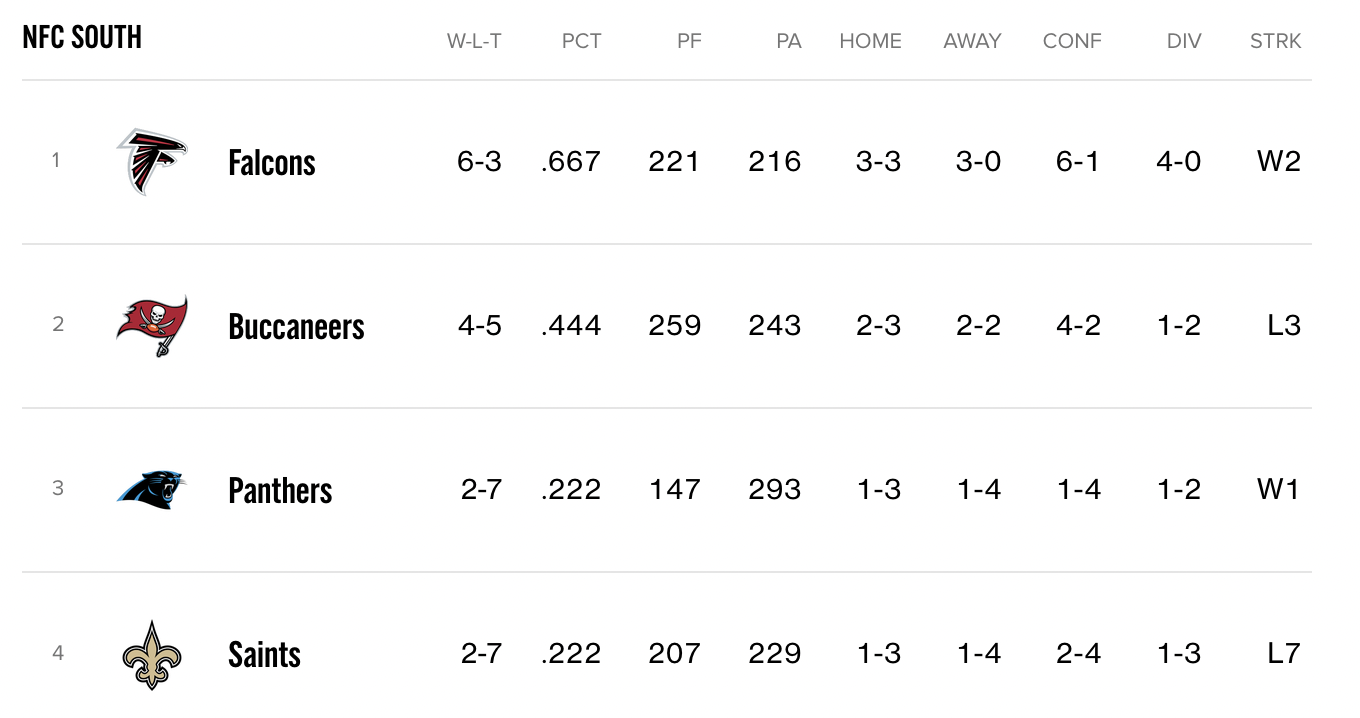 NFC SOUTH W-L-T PCT PF PA HOME AWAY CONF DIV STRK
1 Falcons 6-3 .667 221 216 3-3 3-0 6-1 4-0 W2
2 Buccaneers 4-5 .444 259 243 2-3 2-2 4-2 1-2 L3
3 Panthers 2-7 .222 147 293 1-3 1-4 1-4 1-2 W1
4 Saints 2-7 .222 207 229 1-3 1-4 2-4 1-3 L7